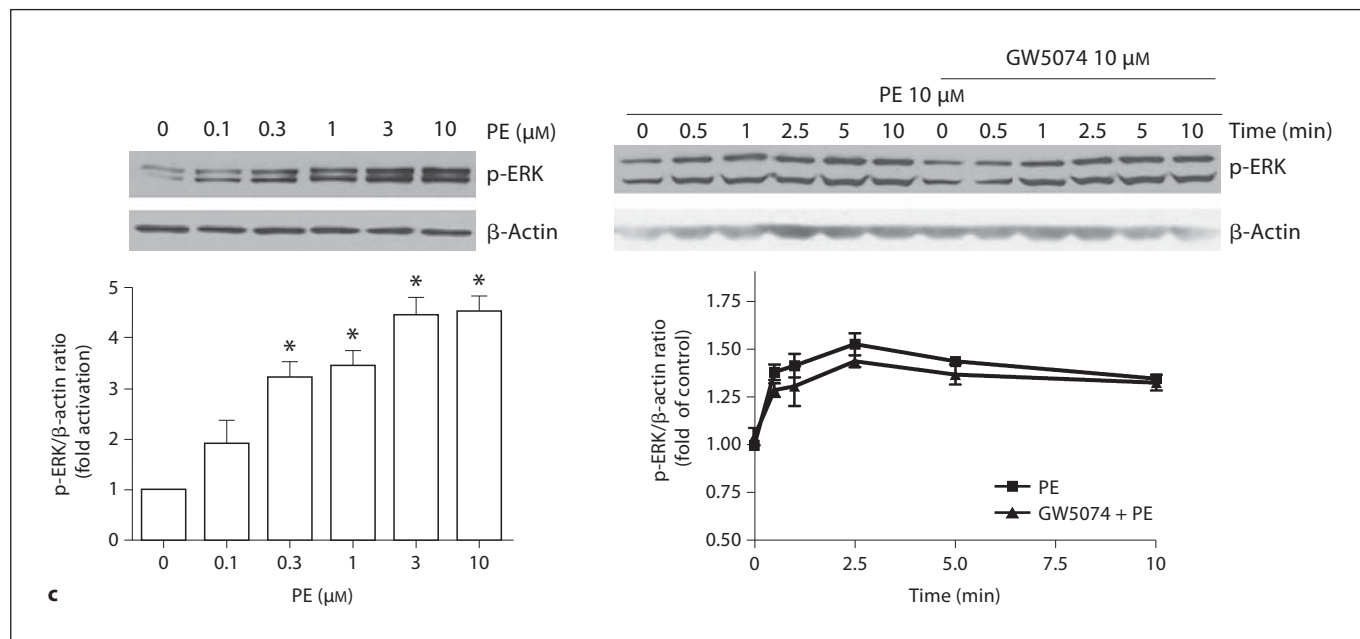 0 0.1 0.3 1 3 10 PE (μM)
p-ERK
β-Actin
p-ERK/β-actin ratio
(fold activation)
5
4
3
2
1
0
* * * *
0 0.1 0.3 1 3 10
PE (μM)
c
GW5074 10 μM
PE 10 μM
0 0.5 1 2.5 5 10 0 0.5 1 2.5 5 10 Time (min)
p-ERK
β-Actin
p-ERK/β-actin ratio
(fold of control)
1.75
1.50
1.25
1.00
0.75
0.50
PE
GW5074 + PE
0 2.5 5.0 7.5 10
Time (min)